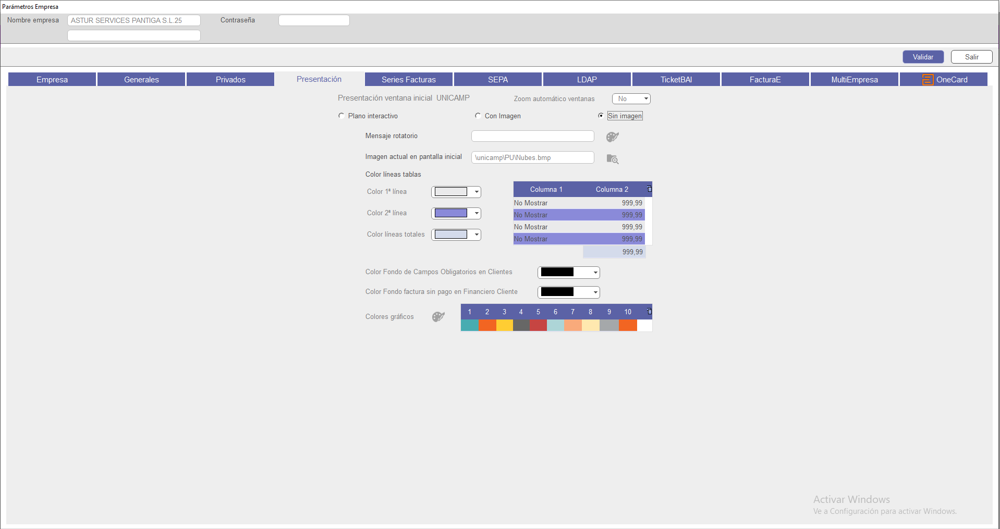 Parámetros Empresa
Nombre empresa ASTUR SERVICES PANTIGA S.L.25 Contraseña
Validar Salir
Empresa Generales Privados Presentación Series Facturas SEPA LDAP TicketBAI FacturaE MultiEmpresa OneCard
Presentación ventana inicial UNICAMP Zoom automático ventanas No
Plano interactivo Con Imagen Sin imagen
Mensaje rotatorio
Imagen actual en pantalla inicial \unicamp\PU\Nubes.bmp
Color líneas tablas
Color 1ª línea
Color 2ª línea
Color líneas totales
Columna 1 Columna 2
No Mostrar 999,99
No Mostrar 999,99
No Mostrar 999,99
No Mostrar 999,99
999,99
Color Fondo de Campos Obligatorios en Clientes
Color Fondo factura sin pago en Financiero Cliente
Colores gráficos 1 2 3 4 5 6 7 8 9 10
Activar Windows
Ve a Configuración para activar Windows.